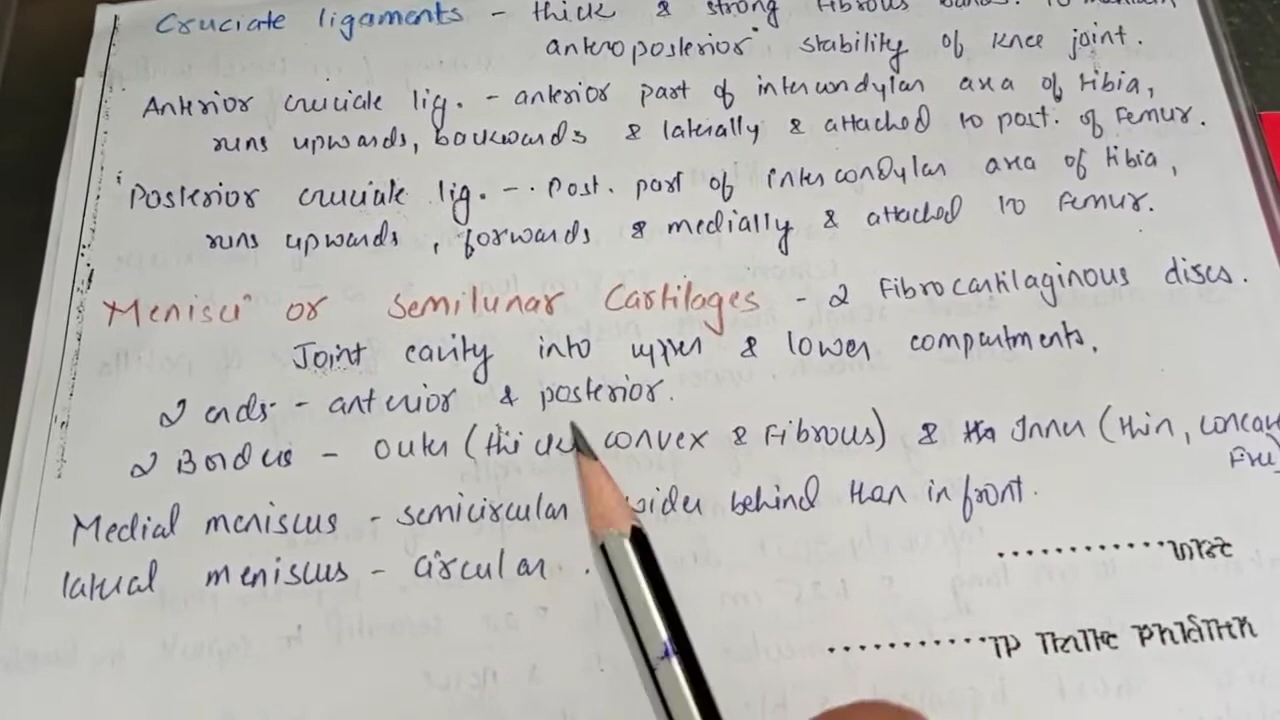 Cruciate ligaments - thick & strong Fibrous bands.
anteroposterior stability of knee joint.
Anterior cruciate lig. - anterior part of intercondylar area of tibia,
runs upwards, backwards & laterally & attached to post. of Femur.
Posterior cruciate lig. - Post. part of intercondylar area of tibia,
runs upwards, forwards & medially & attached to Femur.
Menisci or Semilunar Cartilages - 2 Fibrocartilaginous discs.
Joint cavity into upper & lower compartments.
2 ends - anterior & posterior.
2 Borders - outer (thick convex & Fibrous) & Inner (thin, concave
Free
Medial meniscus - semicircular wider behind than in front.
lateral meniscus - circular.